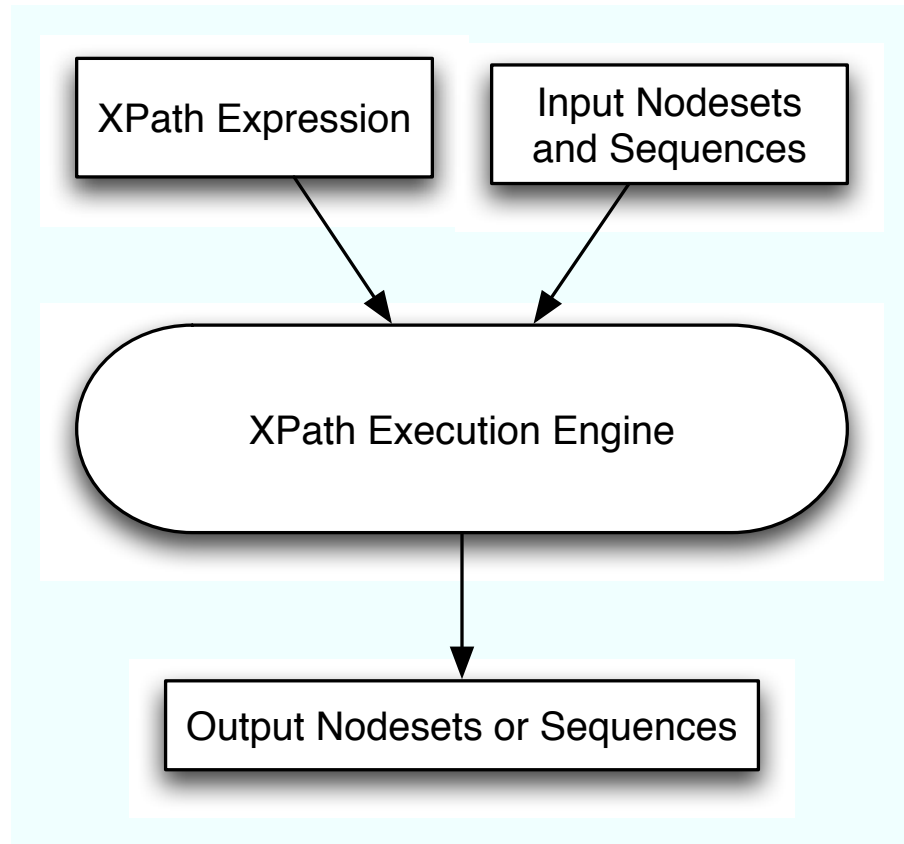 XPath Expression
Input Nodesets
and Sequences
XPath Execution Engine
Output Nodesets or Sequences